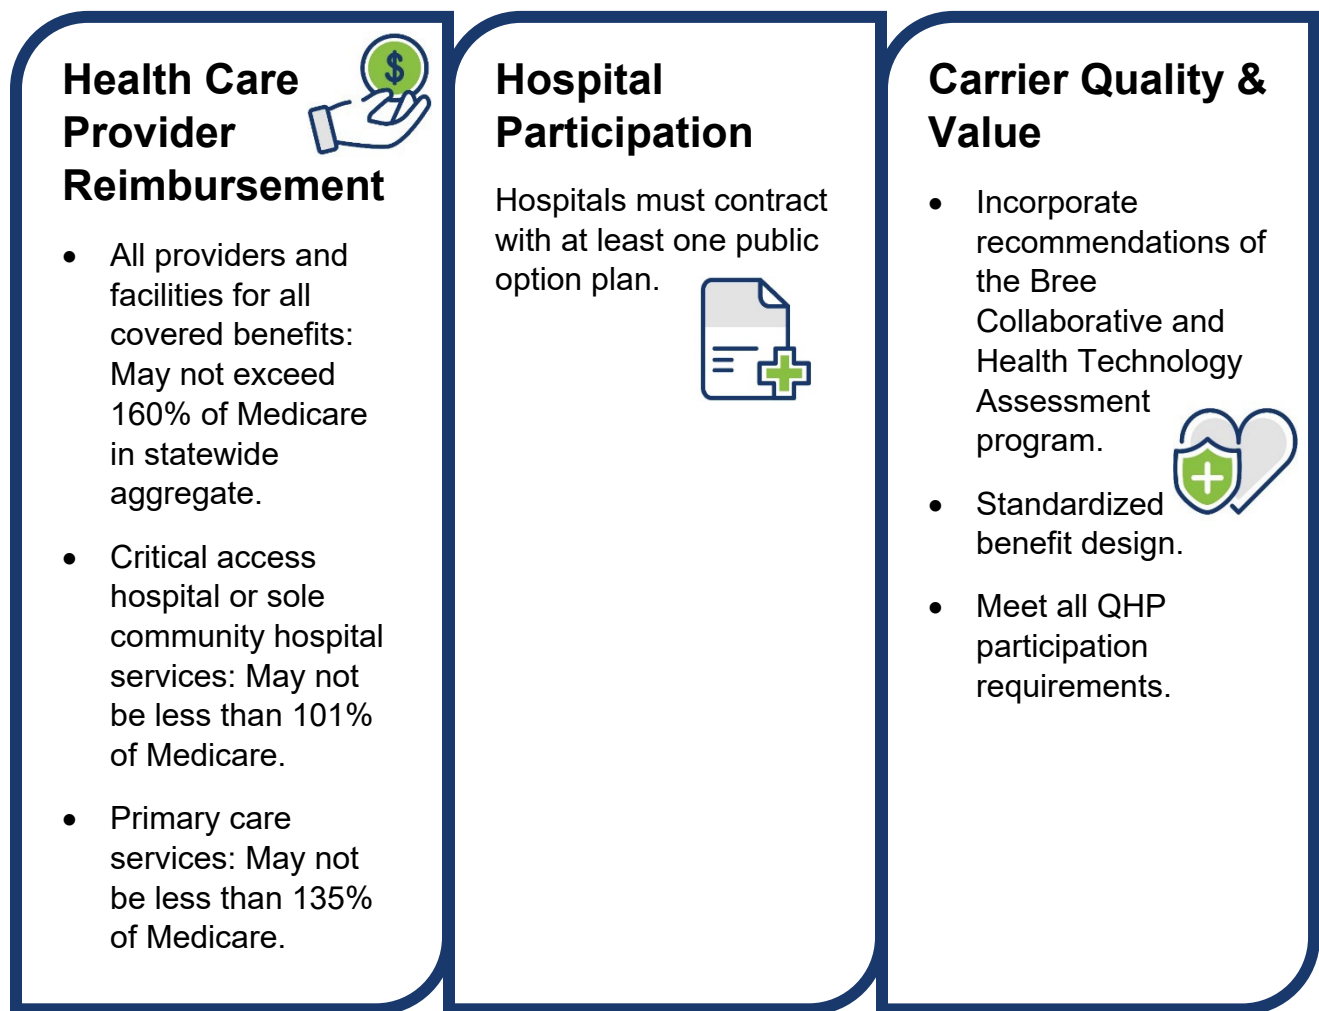 Health Care
Provider
Reimbursement
• All providers and
facilities for all
covered benefits:
May not exceed
160% of Medicare
in statewide
aggregate.
• Critical access
hospital or sole
community hospital
services: May not
be less than 101%
of Medicare.
• Primary care
services: May not
be less than 135%
of Medicare.
Hospital
Participation
Hospitals must contract
with at least one public
option plan.
Carrier Quality &
Value
• Incorporate
recommendations of
the Bree
Collaborative and
Health Technology
Assessment
program.
• Standardized
benefit design.
• Meet all QHP
participation
requirements.